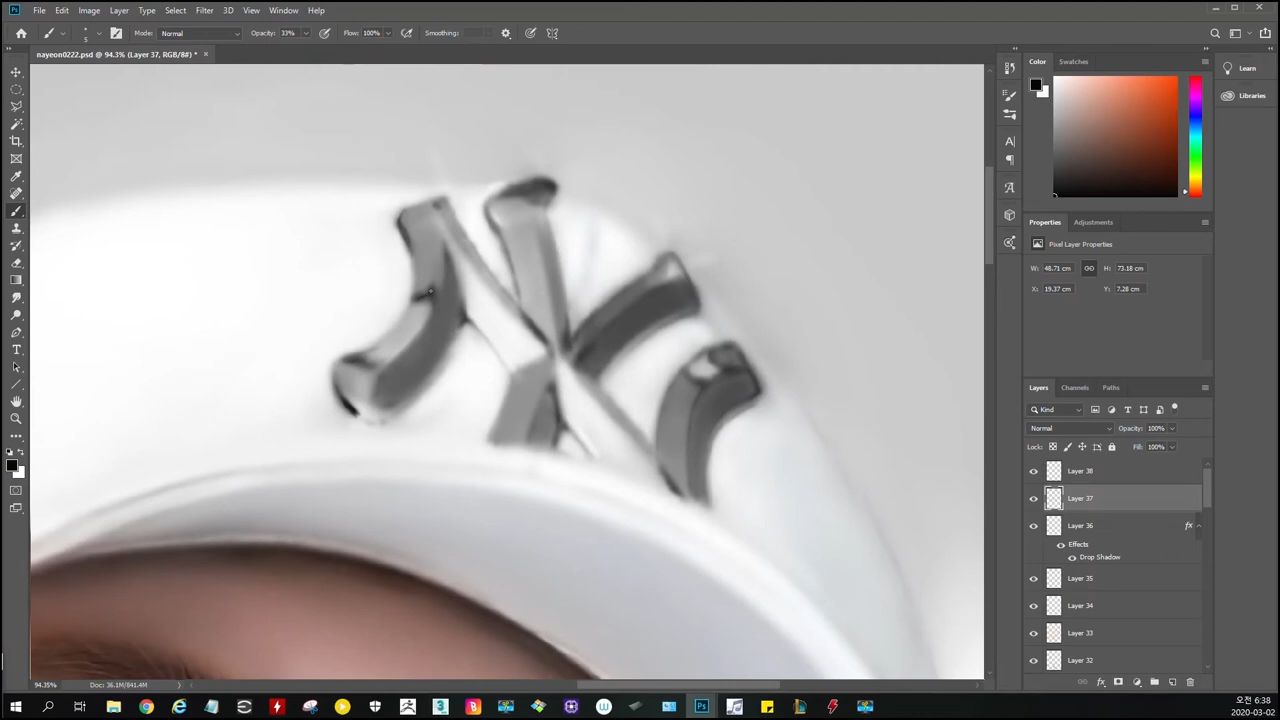 Ps File Edit Image Layer Type Select Filter 3D View Window Help
5 Mode: Normal Opacity: 33% Flow: 100% Smoothing:
nayeon0222.psd @ 94.3% (Layer 37, RGB/8#) * ×
Color Swatches
Learn
Libraries
Properties Adjustments
Pixel Layer Properties
W: 48.71 cm H: 73.18 cm
X: 19.37 cm Y: 7.28 cm
Layers Channels Paths
Kind
Normal Opacity: 100%
Lock: Fill: 100%
Layer 38
Layer 37
Layer 36 fx
Effects
Drop Shadow
Layer 35
Layer 34
Layer 33
Layer 32
94.35% Doc: 36.1M/841.4M
오전 6:38
2020-03-02